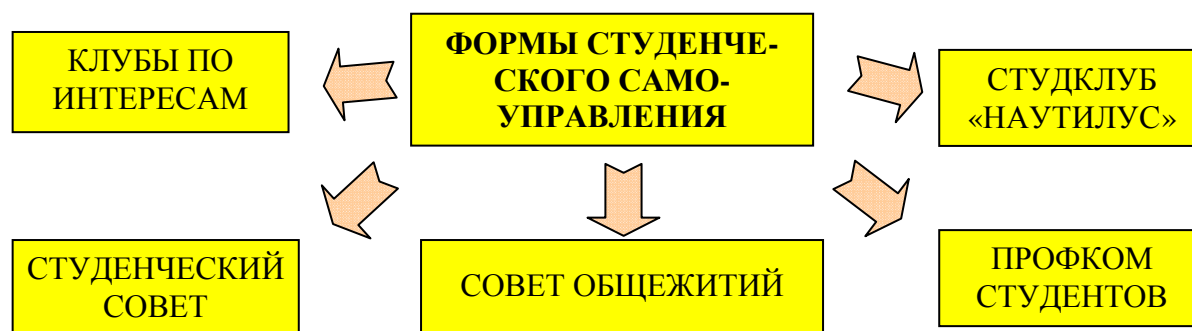 ФОРМЫ СТУДЕНЧЕ-
СКОГО САМО-
УПРАВЛЕНИЯ
КЛУБЫ ПО
ИНТЕРЕСАМ
СТУДКЛУБ
«НАУТИЛУС»
СТУДЕНЧЕСКИЙ
СОВЕТ
СОВЕТ ОБЩЕЖИТИЙ
ПРОФКОМ
СТУДЕНТОВ